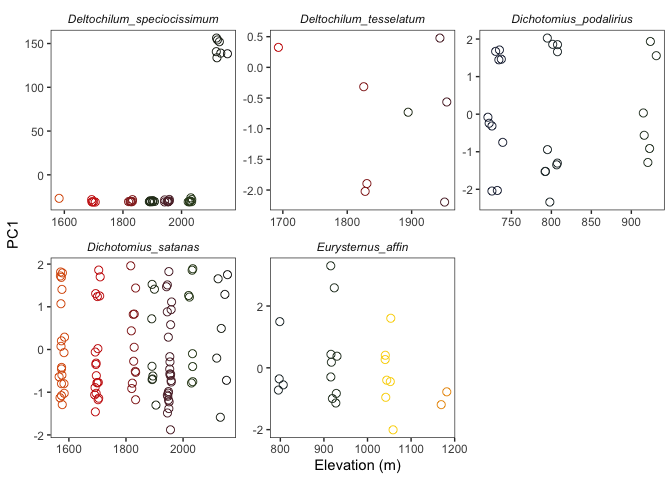 Deltochilum_speciocissimum Deltochilum_tesselatum Dichotomius_podalirius
150
100
50
0
0.5
0.0
-0.5
-1.0
-1.5
-2.0
2
1
0
-1
-2
1600 1800 2000
1700 1800 1900
750 800 850 900
PC1
Dichotomius_satanas Eurysternus_affin
2
1
0
-1
-2
2
0
-2
1600 1800 2000
800 900 1000 1100 1200
Elevation (m)